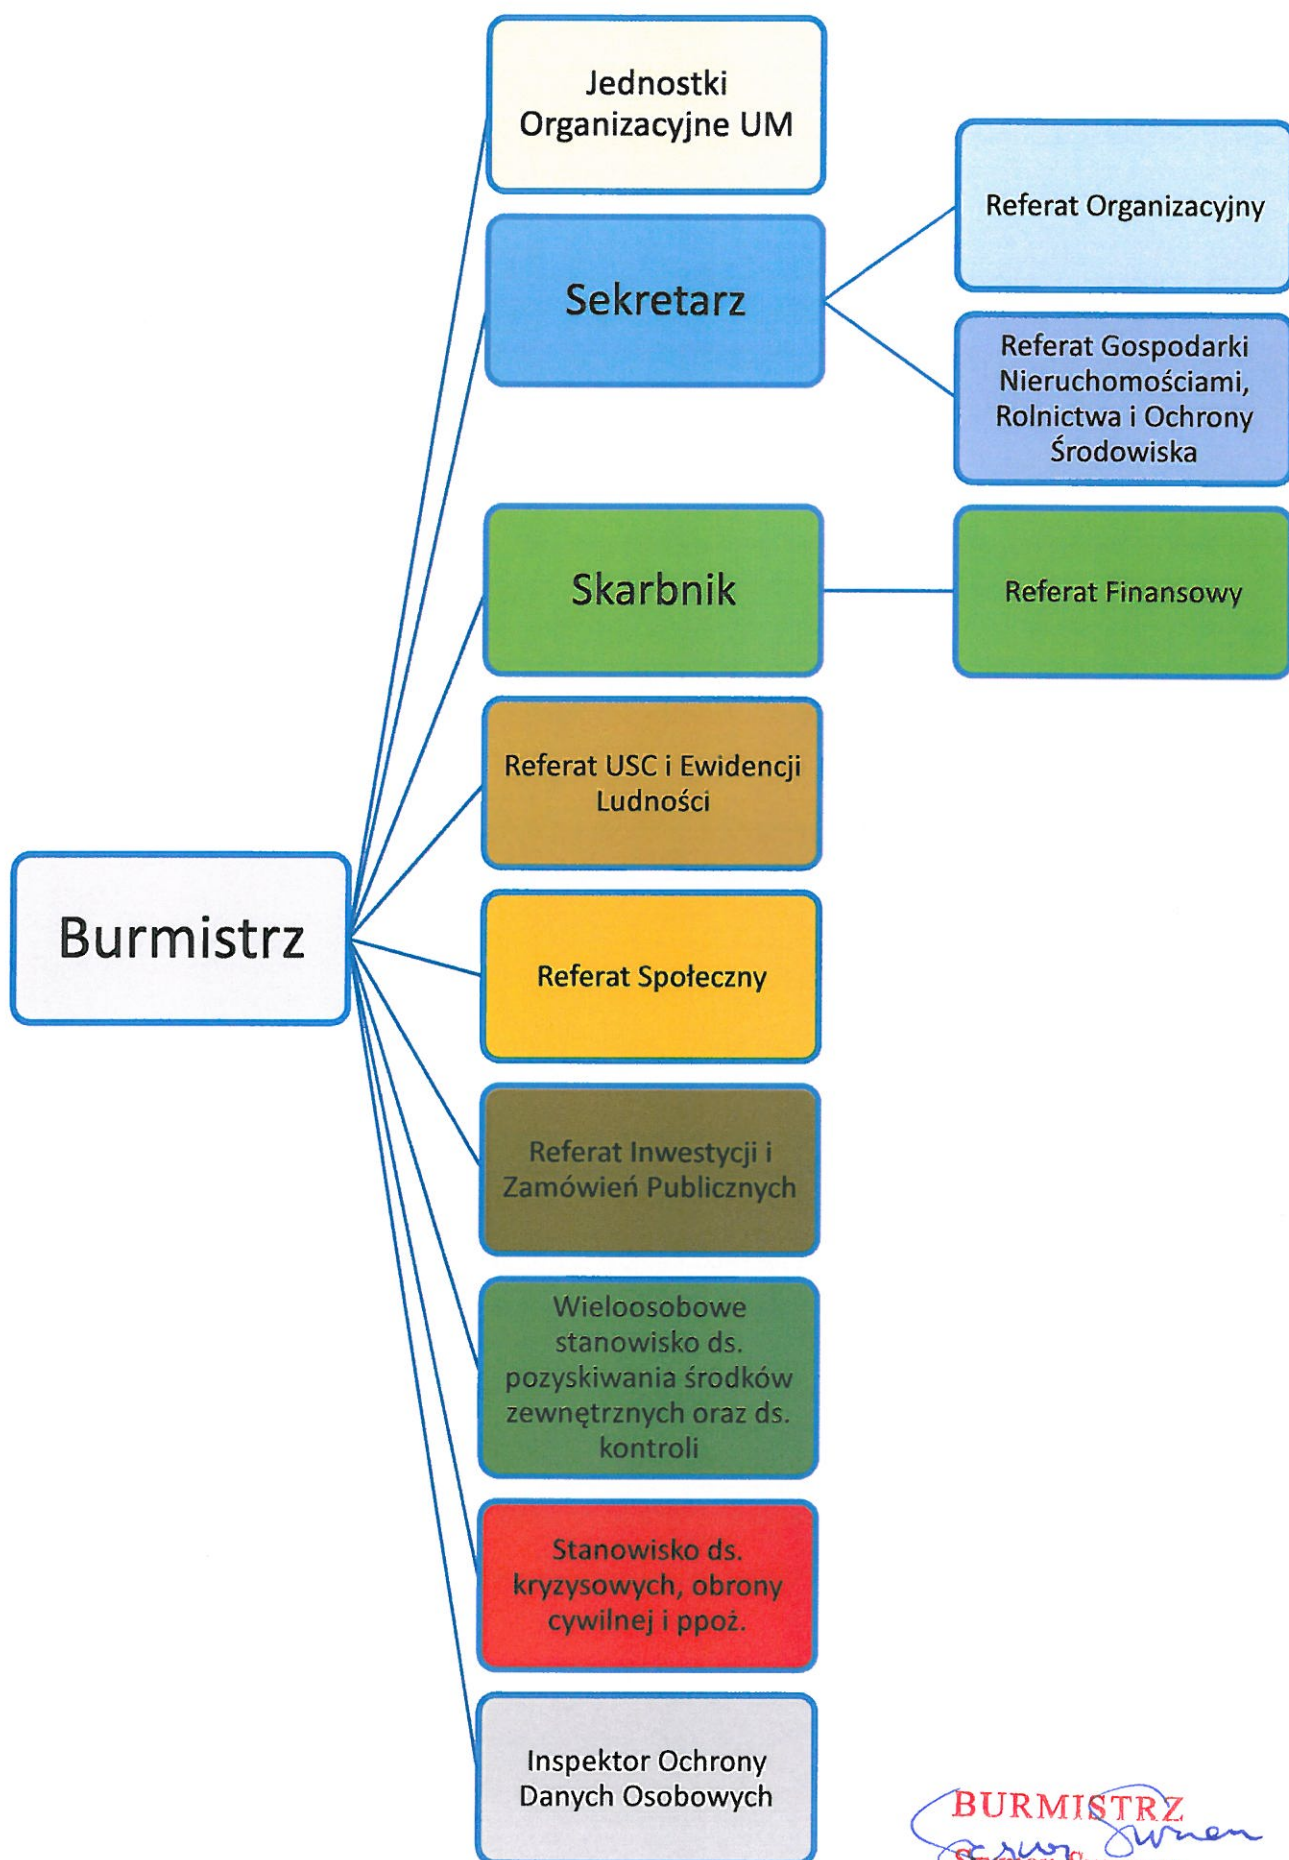 Jednostki
Organizacyjne UM
Sekretarz
Referat Organizacyjny
Referat Gospodarki
Nieruchomościami,
Rolnictwa i Ochrony
Środowiska
Skarbnik
Referat Finansowy
Referat USC i Ewidencji
Ludności
Burmistrz
Referat Społeczny
Referat Inwestycji i
Zamówień Publicznych
Wieloosobowe
stanowisko ds.
pozyskiwania środków
zewnętrznych oraz ds.
kontroli
Stanowisko ds.
kryzysowych, obrony
cywilnej i ppoż.
Inspektor Ochrony
Danych Osobowych
BURMISTRZ